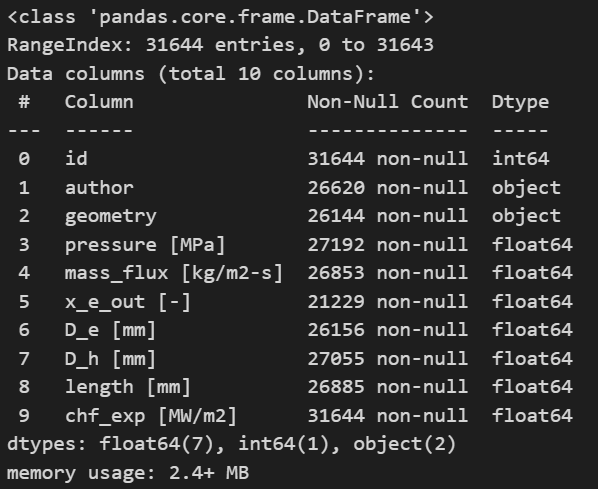 <class 'pandas.core.frame.DataFrame'>
RangeIndex: 31644 entries, 0 to 31643
Data columns (total 10 columns):
 #   Column               Non-Null Count  Dtype
---  ------               --------------  -----
 0   id                   31644 non-null  int64
 1   author               26620 non-null  object
 2   geometry             26144 non-null  object
 3   pressure [MPa]       27192 non-null  float64
 4   mass_flux [kg/m2-s]  26853 non-null  float64
 5   x_e_out [-]          21229 non-null  float64
 6   D_e [mm]             26156 non-null  float64
 7   D_h [mm]             27055 non-null  float64
 8   length [mm]          26885 non-null  float64
 9   chf_exp [MW/m2]      31644 non-null  float64
dtypes: float64(7), int64(1), object(2)
memory usage: 2.4+ MB